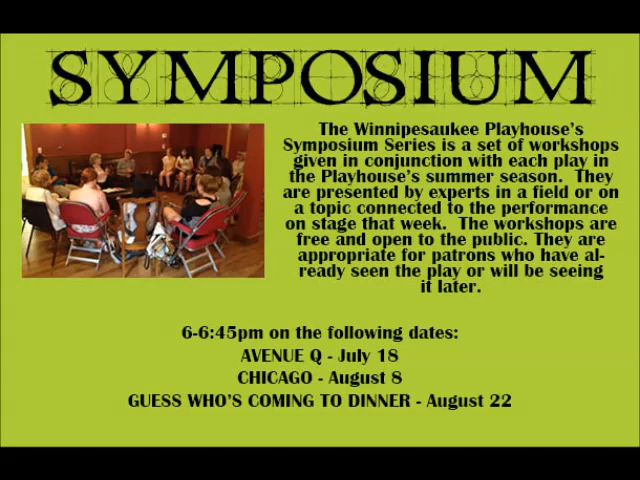 SYMPOSIUM
The Winnipesaukee Playhouse's
Symposium Series is a set of workshops
given in conjunction with each play in
the Playhouse's summer season. They
are presented by experts in a field or on
a topic connected to the performance
on stage that week. The workshops are
free and open to the public. They are
appropriate for patrons who have al-
ready seen the play or will be seeing
it later.
6-6:45pm on the following dates:
AVENUE Q - July 18
CHICAGO - August 8
GUESS WHO'S COMING TO DINNER - August 22